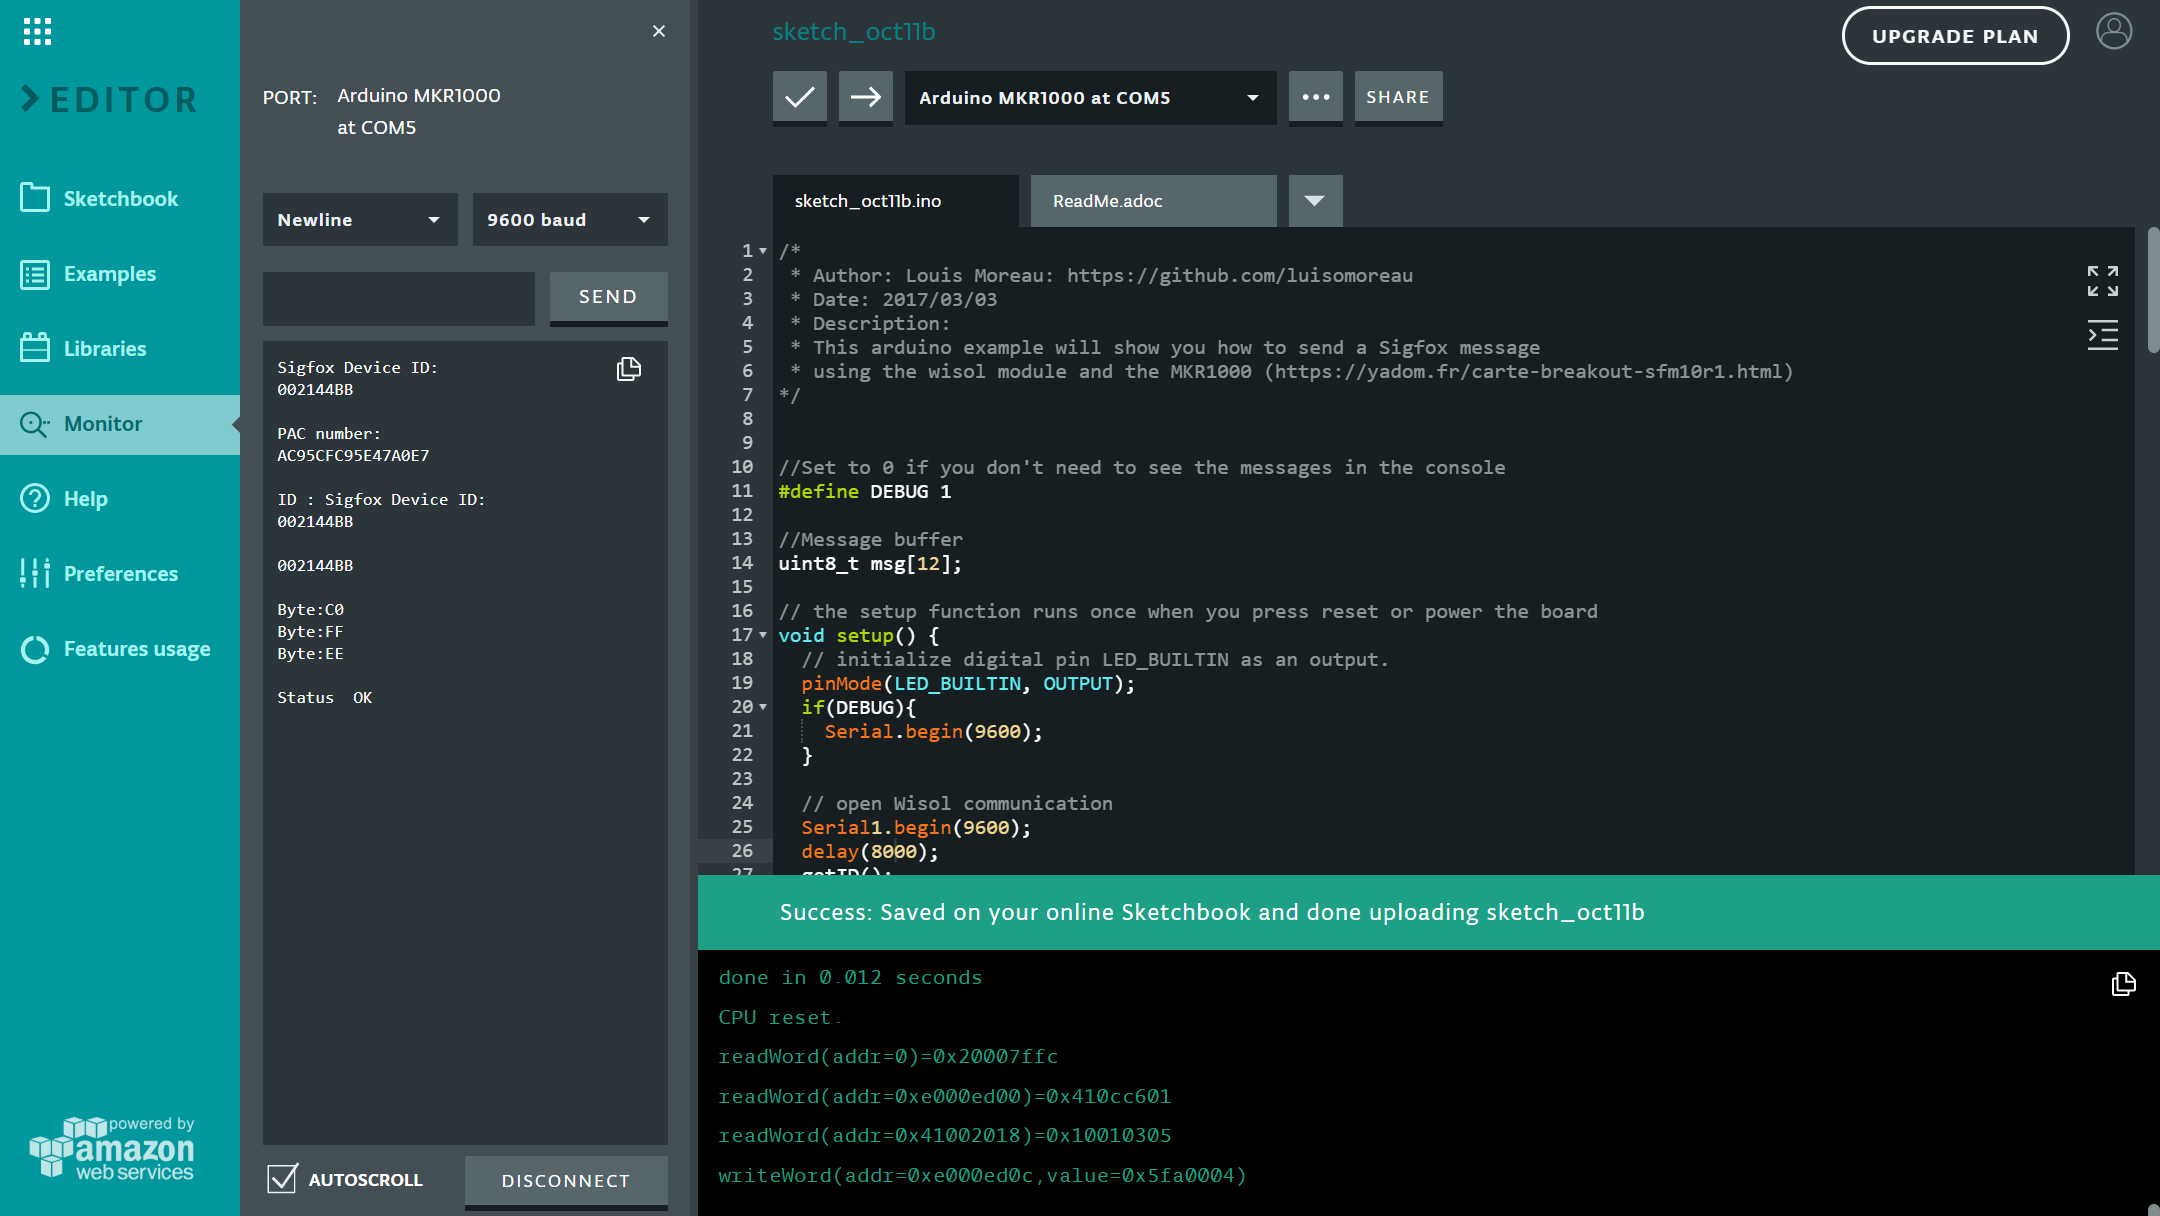 EDITOR
Sketchbook
Examples
Libraries
Monitor
Help
Preferences
Features usage
powered by
amazon
web services
×
PORT: Arduino MKR1000
at COM5
Newline
9600 baud
SEND
Sigfox Device ID:
002144BB
PAC number:
AC95CFC95E47A0E7
ID : Sigfox Device ID:
002144BB
002144BB
Byte:C0
Byte:FF
Byte:EE
Status  OK
AUTOSCROLL
DISCONNECT
sketch_oct11b
UPGRADE PLAN
Arduino MKR1000 at COM5
SHARE
sketch_oct11b.ino
ReadMe.adoc
1 /*
2  * Author: Louis Moreau: https://github.com/luisomoreau
3  * Date: 2017/03/03
4  * Description:
5  * This arduino example will show you how to send a Sigfox message
6  * using the wisol module and the MKR1000 (https://yadom.fr/carte-breakout-sfm10r1.html)
7 */
8
9
10 //Set to 0 if you don't need to see the messages in the console
11 #define DEBUG 1
12
13 //Message buffer
14 uint8_t msg[12];
15
16 // the setup function runs once when you press reset or power the board
17 void setup() {
18   // initialize digital pin LED_BUILTIN as an output.
19   pinMode(LED_BUILTIN, OUTPUT);
20   if(DEBUG){
21     Serial.begin(9600);
22   }
23
24   // open Wisol communication
25   Serial1.begin(9600);
26   delay(8000);
27   getID();
Success: Saved on your online Sketchbook and done uploading sketch_oct11b
done in 0.012 seconds
CPU reset.
readWord(addr=0)=0x20007ffc
readWord(addr=0xe000ed00)=0x410cc601
readWord(addr=0x41002018)=0x10010305
writeWord(addr=0xe000ed0c,value=0x5fa0004)